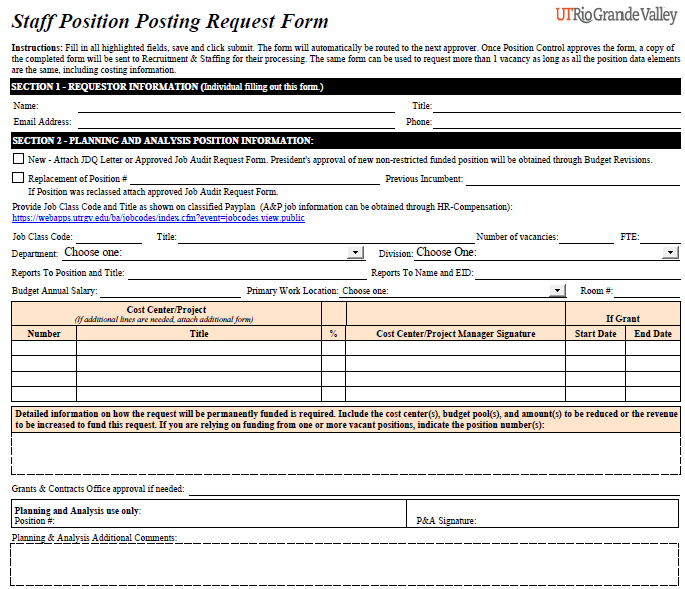 Staff Position Posting Request Form
UTRioGrandeValley
Instructions: Fill in all highlighted fields, save and click submit. The form will automatically be routed to the next approver. Once Position Control approves the form, a copy of
the completed form will be sent to Recruitment & Staffing for their processing. The same form can be used to request more than 1 vacancy as long as all the position data elements
are the same, including costing information.
SECTION 1 - REQUESTOR INFORMATION (Individual filling out this form.)
Name: Title:
Email Address: Phone:
SECTION 2 - PLANNING AND ANALYSIS POSITION INFORMATION:
New - Attach JDQ Letter or Approved Job Audit Request Form. President's approval of new non-restricted funded position will be obtained through Budget Revisions.
Replacement of Position # Previous Incumbent:
If Position was reclassed attach approved Job Audit Request Form.
Provide Job Class Code and Title as shown on classified Payplan (A&P job information can be obtained through HR-Compensation):
https://webapps.utrgv.edu/ba/jobcodes/index.cfm?event=jobcodes.view.public
Job Class Code: Title: Number of vacancies: FTE:
Department: Choose one: Division: Choose One:
Reports To Position and Title: Reports To Name and EID:
Budget Annual Salary: Primary Work Location: Choose one: Room #:
Cost Center/Project
(If additional lines are needed, attach additional form) If Grant
Number Title % Cost Center/Project Manager Signature Start Date End Date
Detailed information on how the request will be permanently funded is required. Include the cost center(s), budget pool(s), and amount(s) to be reduced or the revenue
to be increased to fund this request. If you are relying on funding from one or more vacant positions, indicate the position number(s):
Grants & Contracts Office approval if needed:
Planning and Analysis use only:
Position #: P&A Signature:
Planning & Analysis Additional Comments: